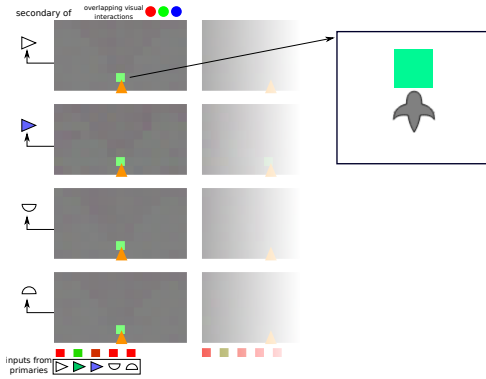 secondary of
overlapping visual
interactions
inputs from
primaries